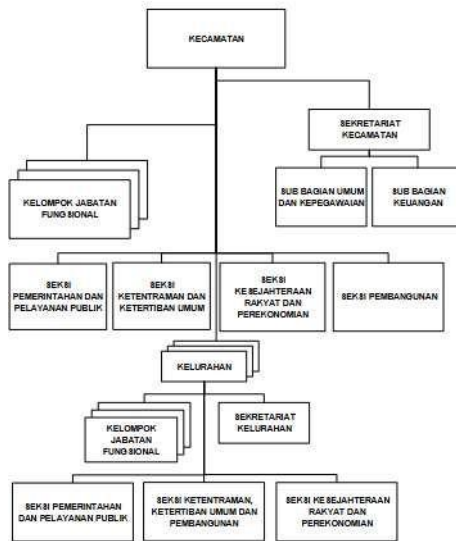 KECAMATAN
SEKRETARIAT
KECAMATAN
KELOMPOK JABATAN
FUNGSIONAL
SUB BAGIAN UMUM
DAN KEPEGAWAIAN
SUB BAGIAN
KEUANGAN
SEKSI
PEMERINTAHAN DAN
PELAYANAN PUBLIK
SEKSI
KETENTRAMAN DAN
KETERTIBAN UMUM
SEKSI
KESEJAHTERAAN
RAKYAT DAN
PEREKONOMIAN
SEKSI PEMBANGUNAN
KELURAHAN
KELOMPOK
JABATAN
FUNGSIONAL
SEKRETARIAT
KELURAHAN
SEKSI PEMERINTAHAN
DAN PELAYANAN PUBLIK
SEKSI KETENTRAMAN,
KETERTIBAN UMUM DAN
PEMBANGUNAN
SEKSI KESEJAHTERAAN
RAKYAT DAN
PEREKONOMIAN